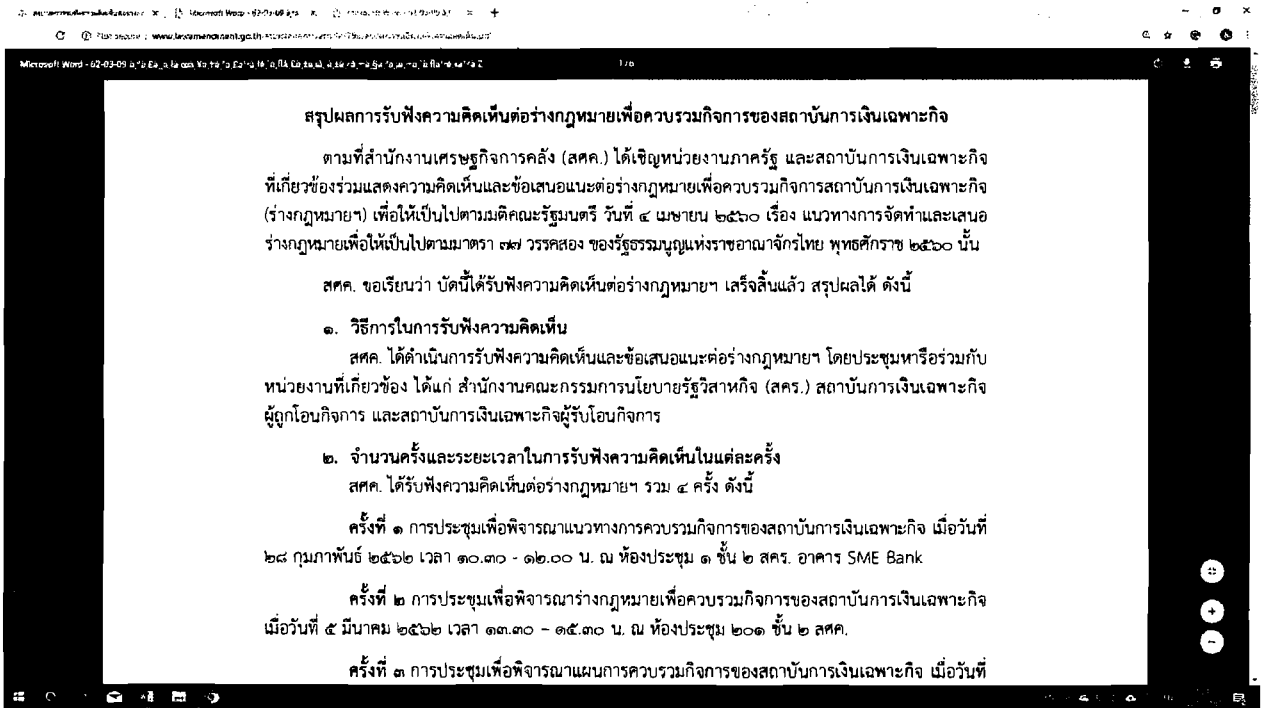 www.lawamendment.go.th
Microsoft Word - 62-03-09
1/6
สรุปผลการรับฟังความคิดเห็นต่อร่างกฎหมายเพื่อควบรวมกิจการของสถาบันการเงินเฉพาะกิจ
ตามที่สำนักงานเศรษฐกิจการคลัง (สศค.) ได้เชิญหน่วยงานภาครัฐ และสถาบันการเงินเฉพาะกิจ
ที่เกี่ยวข้องร่วมแสดงความคิดเห็นและข้อเสนอแนะต่อร่างกฎหมายเพื่อควบรวมกิจการสถาบันการเงินเฉพาะกิจ
(ร่างกฎหมายฯ) เพื่อให้เป็นไปตามมติคณะรัฐมนตรี วันที่ ๔ เมษายน ๒๕๖๐ เรื่อง แนวทางการจัดทำและเสนอ
ร่างกฎหมายเพื่อให้เป็นไปตามมาตรา ๗๗ วรรคสอง ของรัฐธรรมนูญแห่งราชอาณาจักรไทย พุทธศักราช ๒๕๖๐ นั้น
สศค. ขอเรียนว่า บัดนี้ได้รับฟังความคิดเห็นต่อร่างกฎหมายฯ เสร็จสิ้นแล้ว สรุปผลได้ ดังนี้
๑. วิธีการในการรับฟังความคิดเห็น
สศค. ได้ดำเนินการรับฟังความคิดเห็นและข้อเสนอแนะต่อร่างกฎหมายฯ โดยประชุมหารือร่วมกับ
หน่วยงานที่เกี่ยวข้อง ได้แก่ สำนักงานคณะกรรมการนโยบายรัฐวิสาหกิจ (สคร.) สถาบันการเงินเฉพาะกิจ
ผู้ถูกโอนกิจการ และสถาบันการเงินเฉพาะกิจผู้รับโอนกิจการ
๒. จำนวนครั้งและระยะเวลาในการรับฟังความคิดเห็นในแต่ละครั้ง
สศค. ได้รับฟังความคิดเห็นต่อร่างกฎหมายฯ รวม ๔ ครั้ง ดังนี้
ครั้งที่ ๑ การประชุมเพื่อพิจารณาแนวทางการควบรวมกิจการของสถาบันการเงินเฉพาะกิจ เมื่อวันที่
๒๘ กุมภาพันธ์ ๒๕๖๒ เวลา ๑๐.๓๐ - ๑๒.๐๐ น. ณ ห้องประชุม ๑ ชั้น ๒ สคร. อาคาร SME Bank
ครั้งที่ ๒ การประชุมเพื่อพิจารณาร่างกฎหมายเพื่อควบรวมกิจการของสถาบันการเงินเฉพาะกิจ
เมื่อวันที่ ๕ มีนาคม ๒๕๖๒ เวลา ๑๓.๓๐ – ๑๕.๓๐ น. ณ ห้องประชุม ๒๐๑ ชั้น ๒ สศค.
ครั้งที่ ๓ การประชุมเพื่อพิจารณาแผนการควบรวมกิจการของสถาบันการเงินเฉพาะกิจ เมื่อวันที่